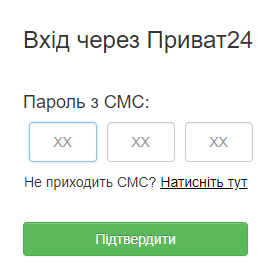 Вхід через Приват24
Пароль з СМС:
XX XX XX
Не приходить СМС? Натисніть тут
Підтвердити